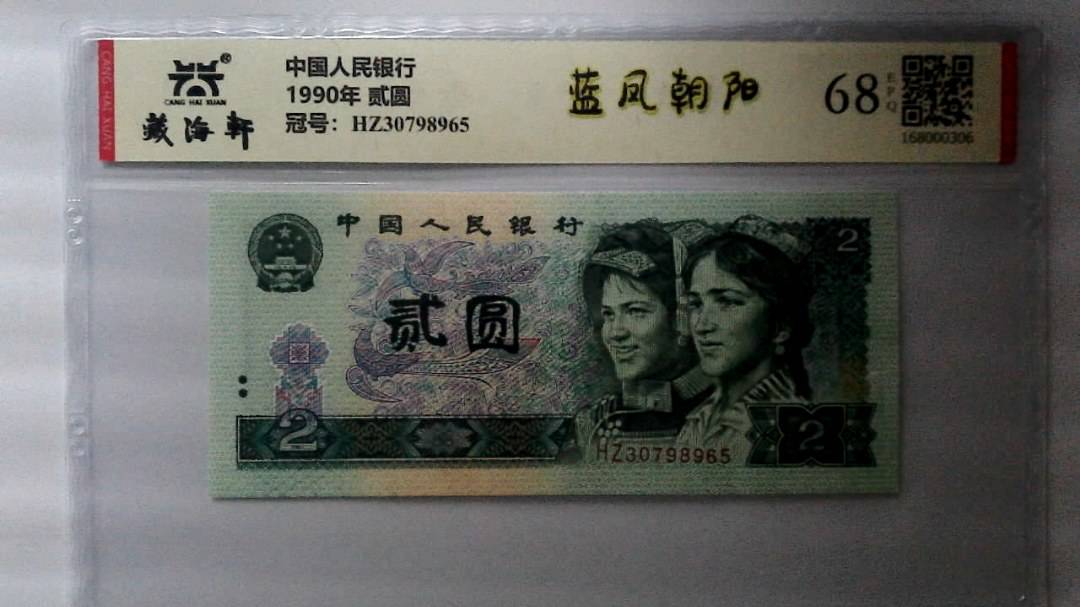 CANG HAI XUAN
CANG HAI XUAN
藏海轩
中国人民银行
1990年 贰圆
冠号：HZ30798965
蓝凤朝阳
68
EPQ
168000306
中国人民银行
贰圆
2
2
2
HZ30798965